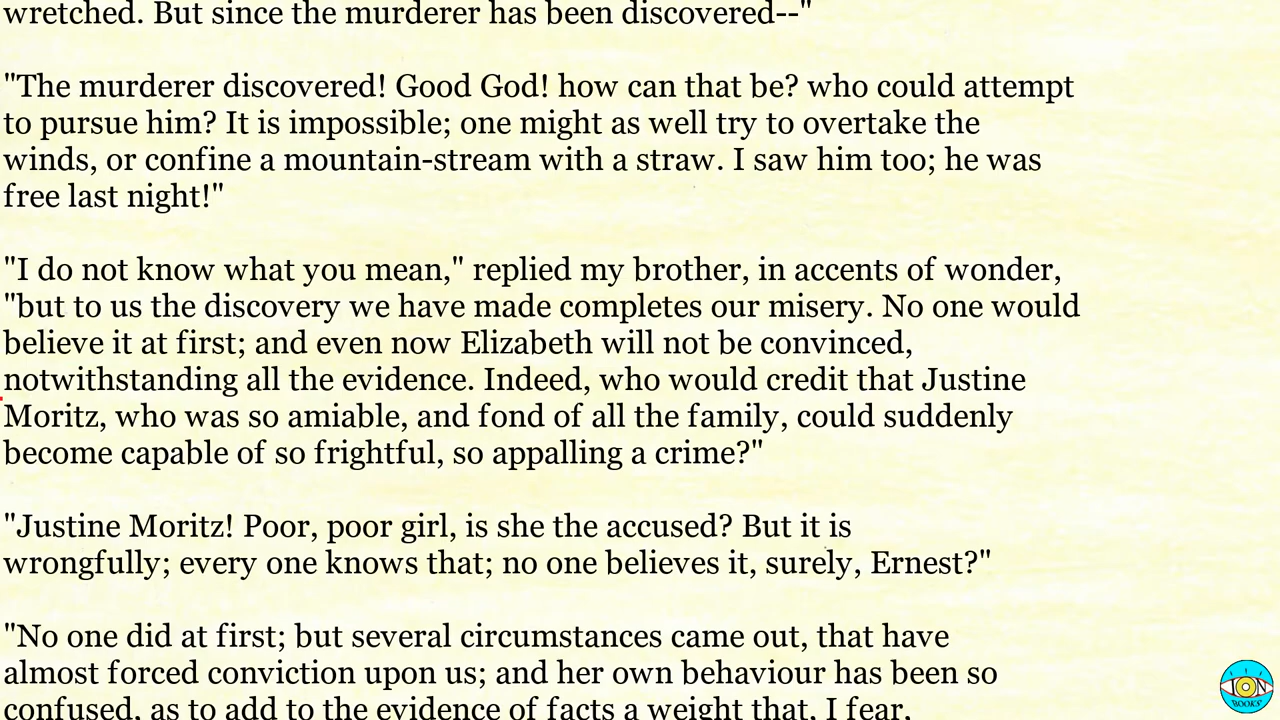 wretched. But since the murderer has been discovered--"
"The murderer discovered! Good God! how can that be? who could attempt
to pursue him? It is impossible; one might as well try to overtake the
winds, or confine a mountain-stream with a straw. I saw him too; he was
free last night!"
"I do not know what you mean," replied my brother, in accents of wonder,
"but to us the discovery we have made completes our misery. No one would
believe it at first; and even now Elizabeth will not be convinced,
notwithstanding all the evidence. Indeed, who would credit that Justine
Moritz, who was so amiable, and fond of all the family, could suddenly
become capable of so frightful, so appalling a crime?"
"Justine Moritz! Poor, poor girl, is she the accused? But it is
wrongfully; every one knows that; no one believes it, surely, Ernest?"
"No one did at first; but several circumstances came out, that have
almost forced conviction upon us; and her own behaviour has been so
confused, as to add to the evidence of facts a weight that, I fear,
ION
BOOKS